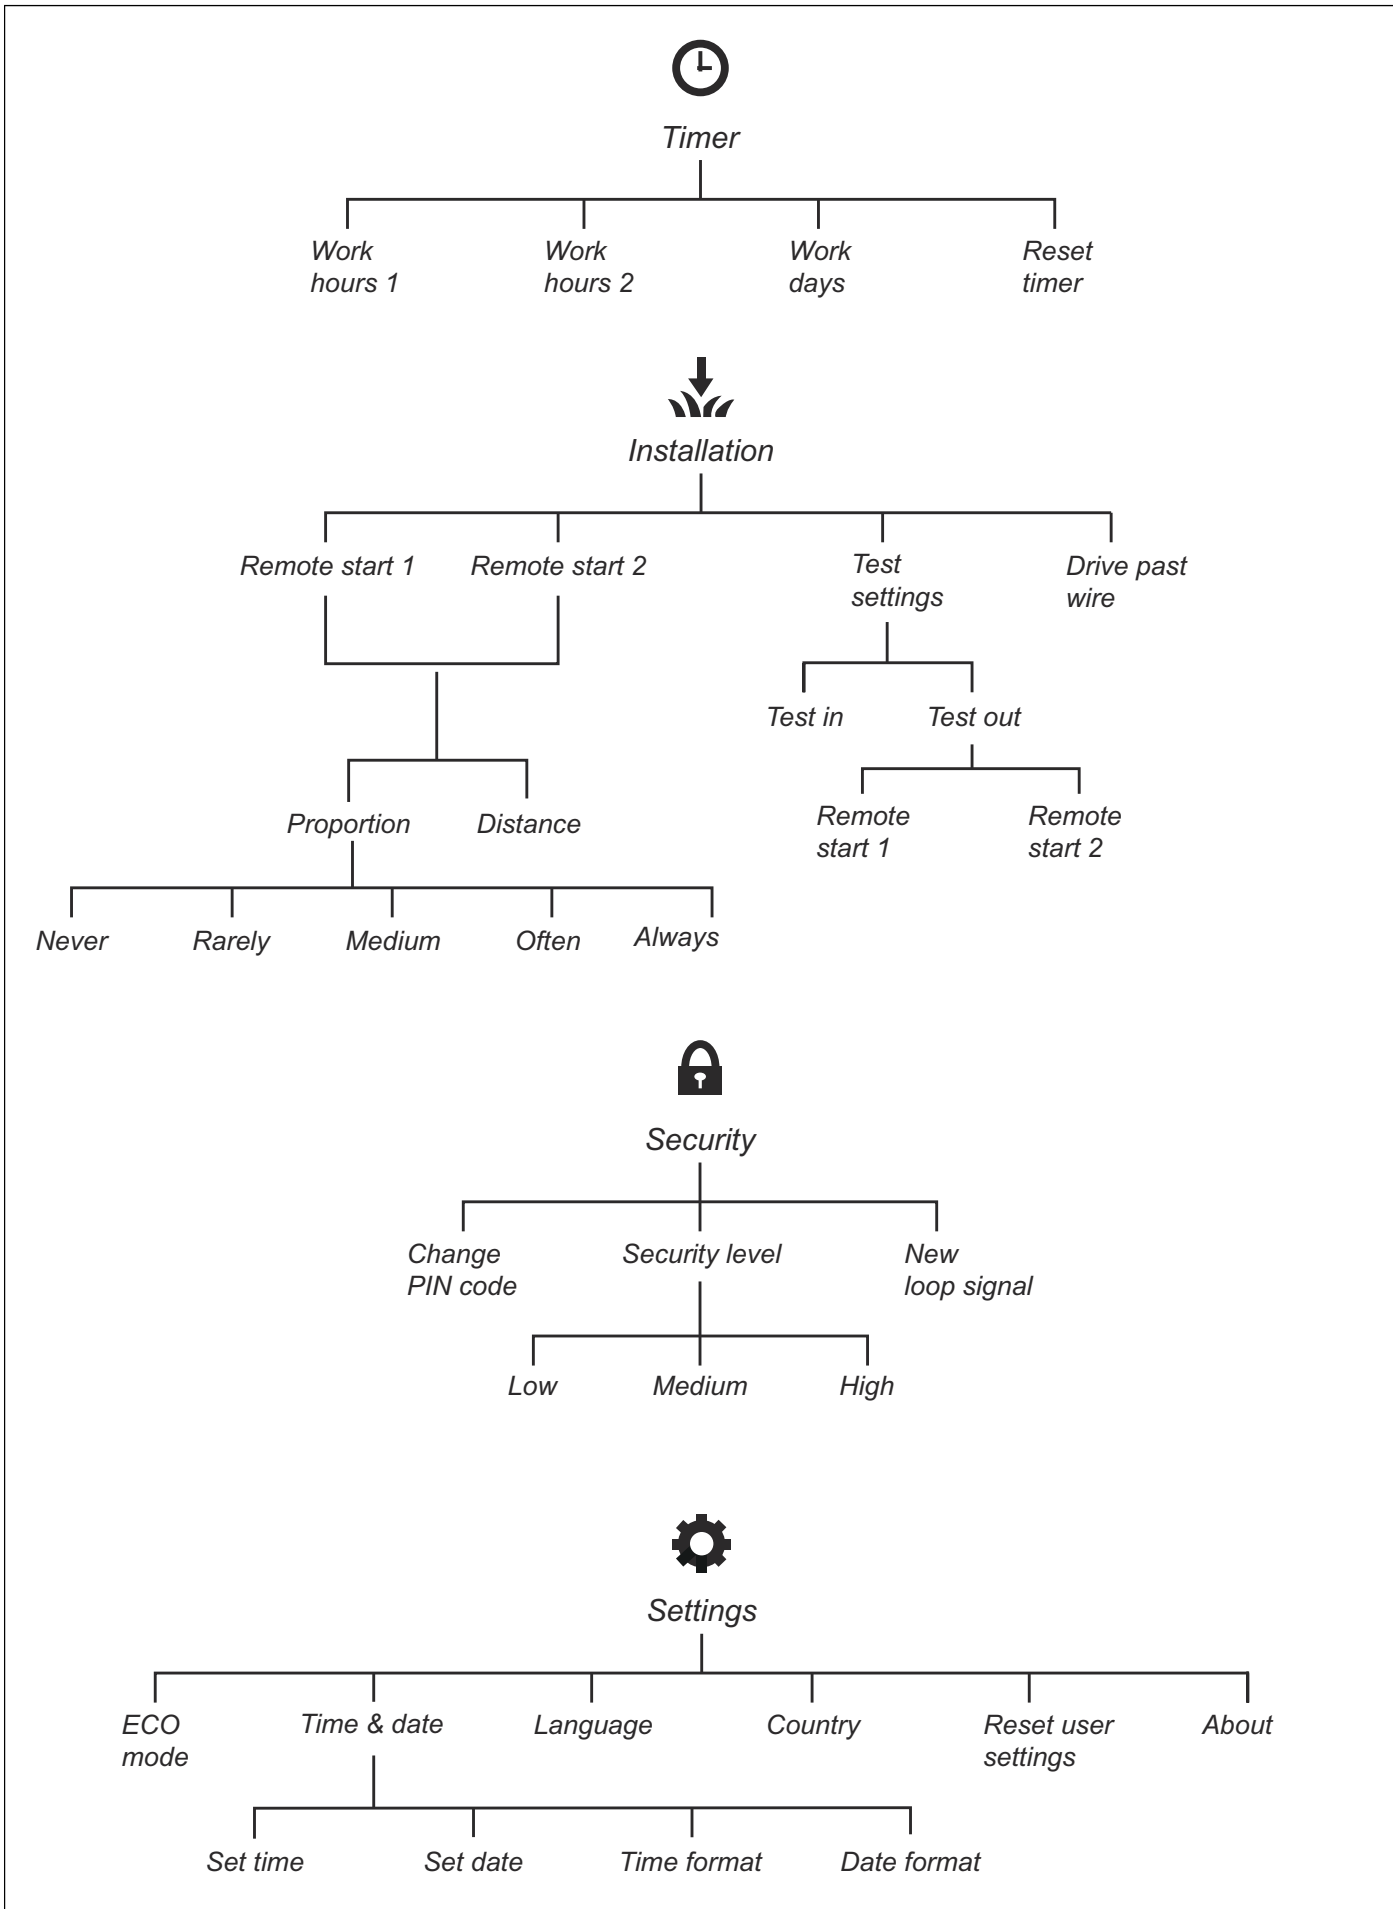 Timer
Work
hours 1
Work
hours 2
Work
days
Reset
timer
Installation
Remote start 1
Remote start 2
Test
settings
Drive past
wire
Test in
Test out
Remote
start 1
Remote
start 2
Proportion
Distance
Never
Rarely
Medium
Often
Always
Security
Change
PIN code
Security level
New
loop signal
Low
Medium
High
Settings
ECO
mode
Time & date
Language
Country
Reset user
settings
About
Set time
Set date
Time format
Date format